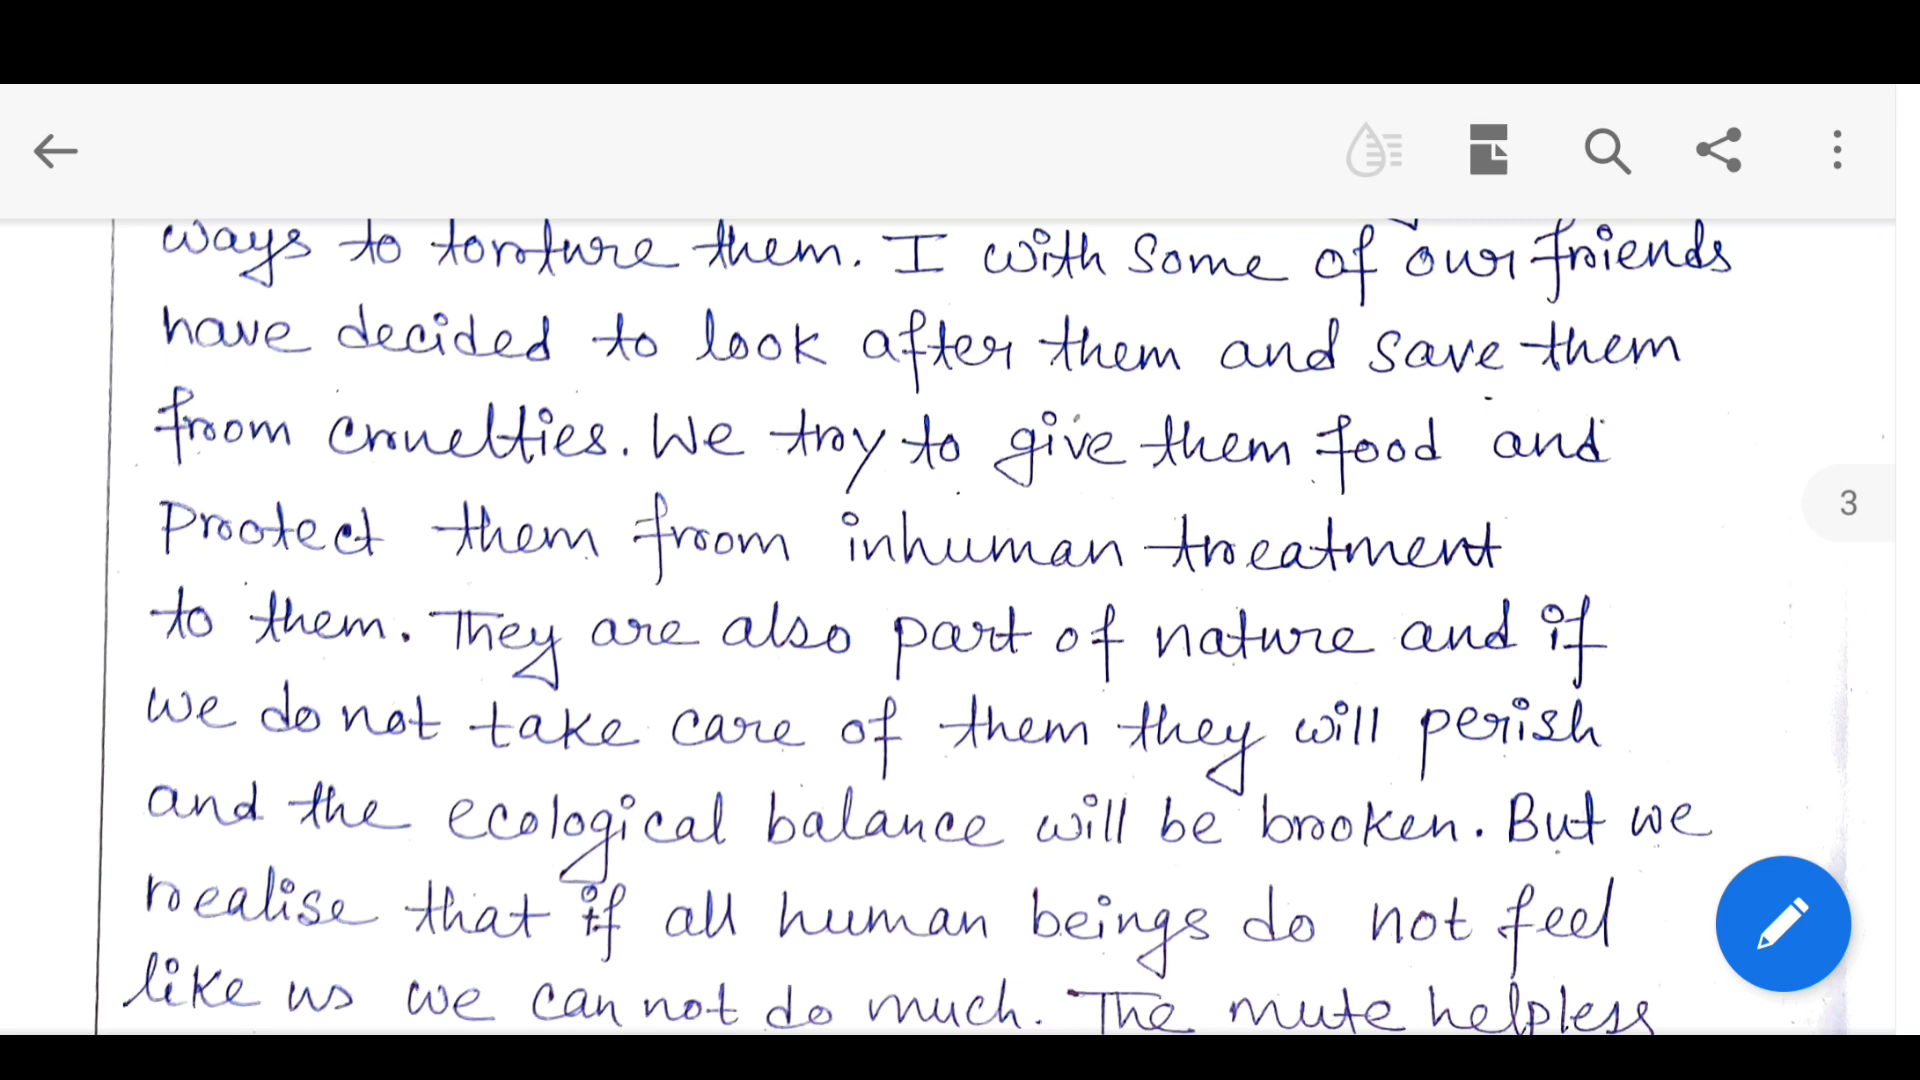 3
ways to torture them. I with some of our friends
have decided to look after them and save them
from cruelties. We try to give them food and
Protect them from inhuman treatment
to them. They are also part of nature and if
we do not take care of them they will perish
and the ecological balance will be broken. But we
realise that if all human beings do not feel
like us we can not do much. The mute helpless